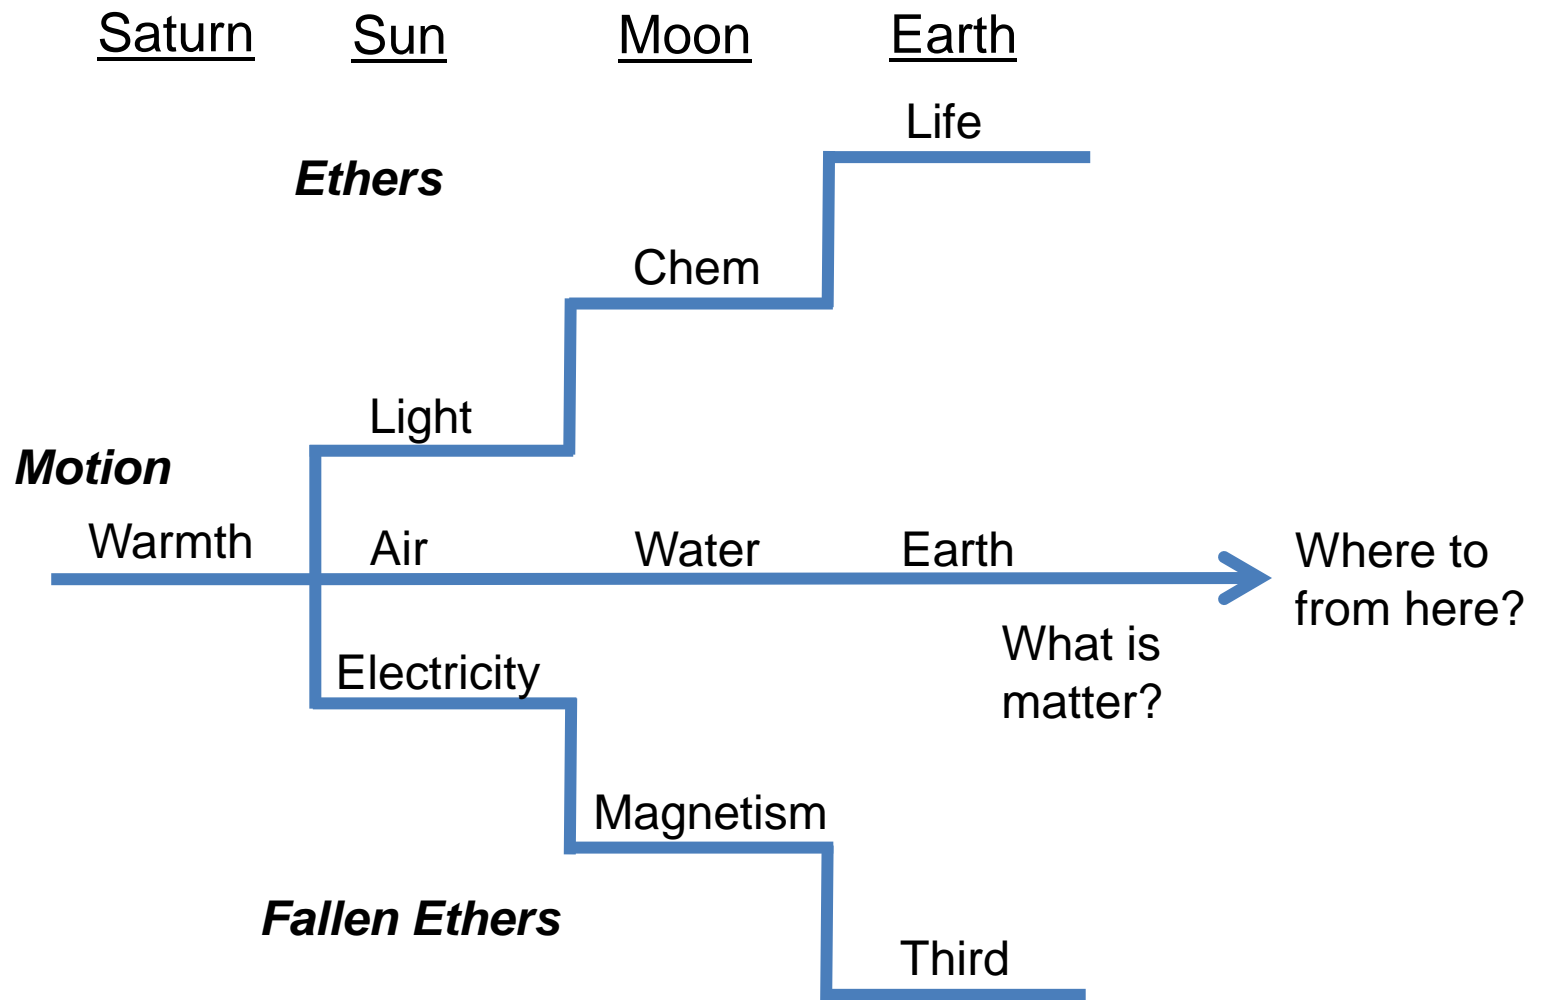 Saturn Sun Moon Earth
Life
Ethers
Chem
Light
Motion
Warmth Air Water Earth
Where to
from here?
What is
matter?
Electricity
Magnetism
Fallen Ethers
Third